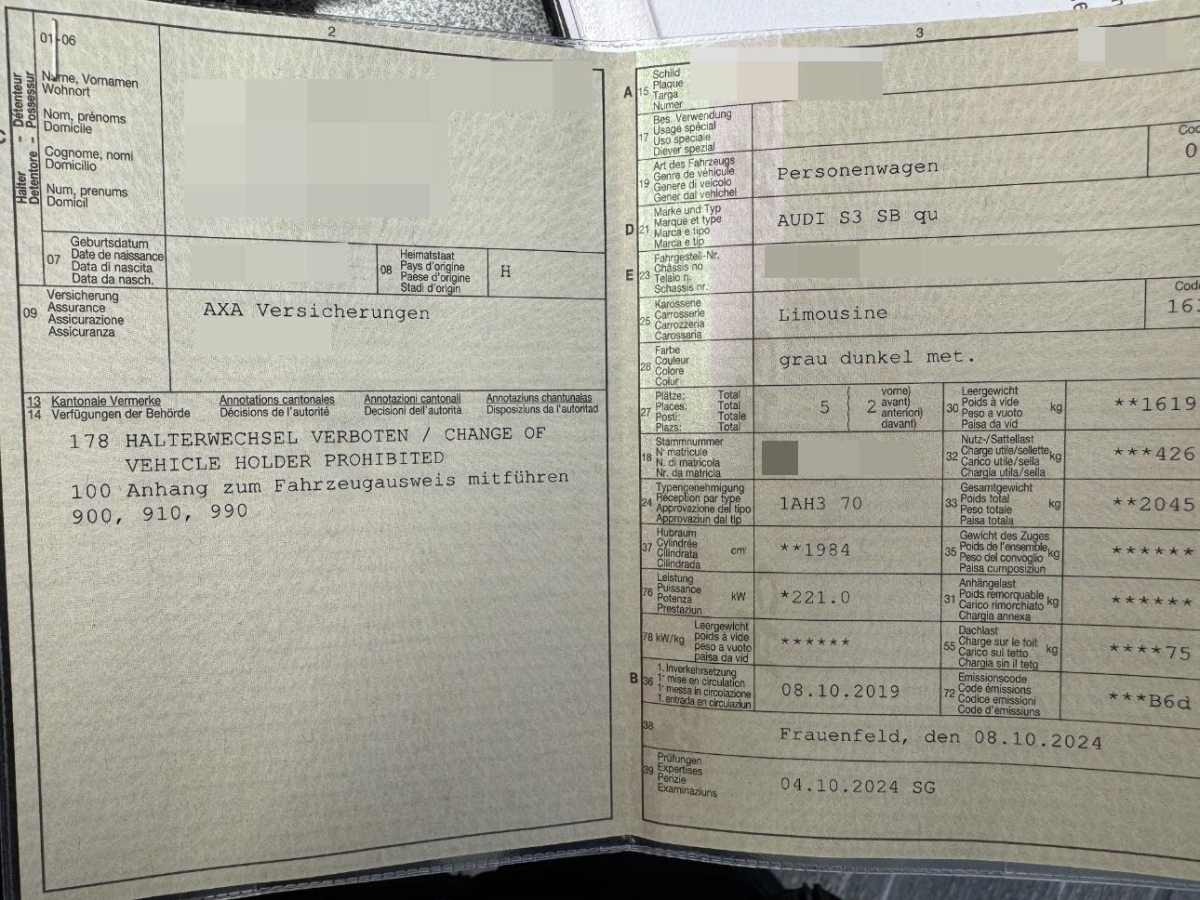 2
01-06
Halter - Détenteur
Detentore - Possessur
Name, Vornamen
Wohnort
Nom, prénoms
Domicile
Cognome, nomi
Domicilio
Num, prenums
Domicil
07
Geburtsdatum
Date de naissance
Data di nascita
Data da nasch.
08
Heimatstaat
Pays d'origine
Paese d'origine
Stadi d'origin
H
09
Versicherung
Assurance
Assicurazione
Assicuranza
AXA Versicherungen
13 Kantonale Vermerke Annotations cantonales Annotazioni cantonali Annotaziuns chantunalas
14 Verfügungen der Behörde Décisions de l'autorité Decisioni dell'autorità Disposiziuns da l'autoritad
178 HALTERWECHSEL VERBOTEN / CHANGE OF
VEHICLE HOLDER PROHIBITED
100 Anhang zum Fahrzeugausweis mitführen
900, 910, 990
3
A 15
Schild
Plaque
Targa
Numer
17
Bes. Verwendung
Usage spécial
Uso speciale
Diever spezial
19
Art des Fahrzeugs
Genre de véhicule
Genere di veicolo
Gener dal vehichel
Personenwagen
Cod
0
D 21
Marke und Typ
Marque et type
Marca e tipo
Marca e tip
AUDI S3 SB qu
E 23
Fahrgestell-Nr.
Châssis no
Telaio n.
Schassis nr.
25
Karosserie
Carrosserie
Carrozzeria
Carossaria
Limousine
Code
161
26
Farbe
Couleur
Colore
Colur
grau dunkel met.
27
Plätze: Total
Places: Total
Posti: Totale
Plazs: Total
5
2
vorne)
avant)
anteriori)
davant)
30
Leergewicht
Poids à vide
Peso a vuoto
Paisa da vid
kg
**1619
18
Stammnummer
N° matricule
N. di matricola
Nr. da matricla
32
Nutz-/Sattellast
Charge utile/sellette
Carico utile/sella
Chargia utila/sella
kg
***426
24
Typengenehmigung
Réception par type
Approvazione del tipo
Approvaziun dal tip
1AH3 70
33
Gesamtgewicht
Poids total
Peso totale
Paisa totala
kg
**2045
37
Hubraum
Cylindrée
Cilindrata
Cilindrada
cm³
**1984
35
Gewicht des Zuges
Poids de l'ensemble
Peso del convoglio
Paisa cumposiziun
kg
******
76
Leistung
Puissance
Potenza
Prestaziun
kW
*221.0
31
Anhängelast
Poids remorquable
Carico rimorchiato
Chargia annexa
kg
******
78 kW/kg
Leergewicht
poids à vide
peso a vuoto
paisa da vid
******
55
Dachlast
Charge sur le toit
Carico sul tetto
Chargia sin il tetg
kg
****75
B 36
1. Inverkehrsetzung
1re mise en circulation
1a messa in circolazione
1. entrada en circulaziun
08.10.2019
72
Emissionscode
Code émissions
Codice emissioni
Code d'émissiuns
***B6d
38
Frauenfeld, den 08.10.2024
39
Prüfungen
Expertises
Perizie
Examinaziuns
04.10.2024 SG